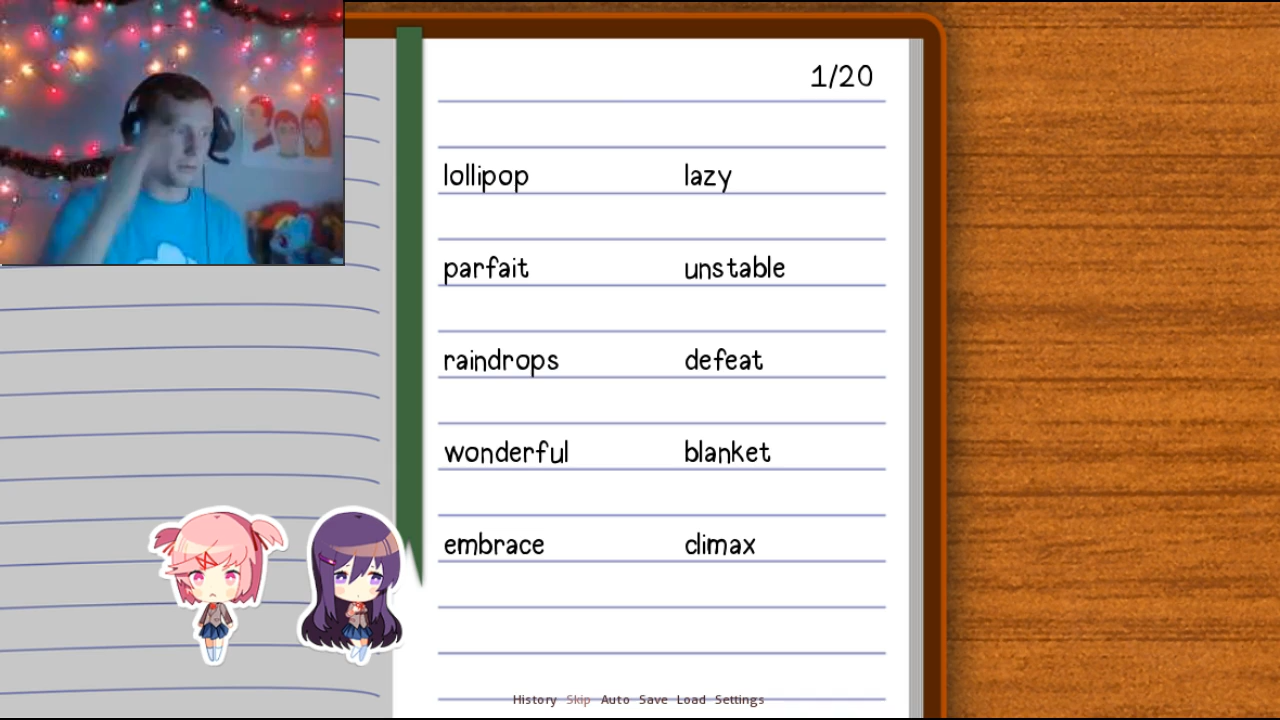 1/20
lollipop lazy
parfait unstable
raindrops defeat
wonderful blanket
embrace climax
History Skip Auto Save Load Settings